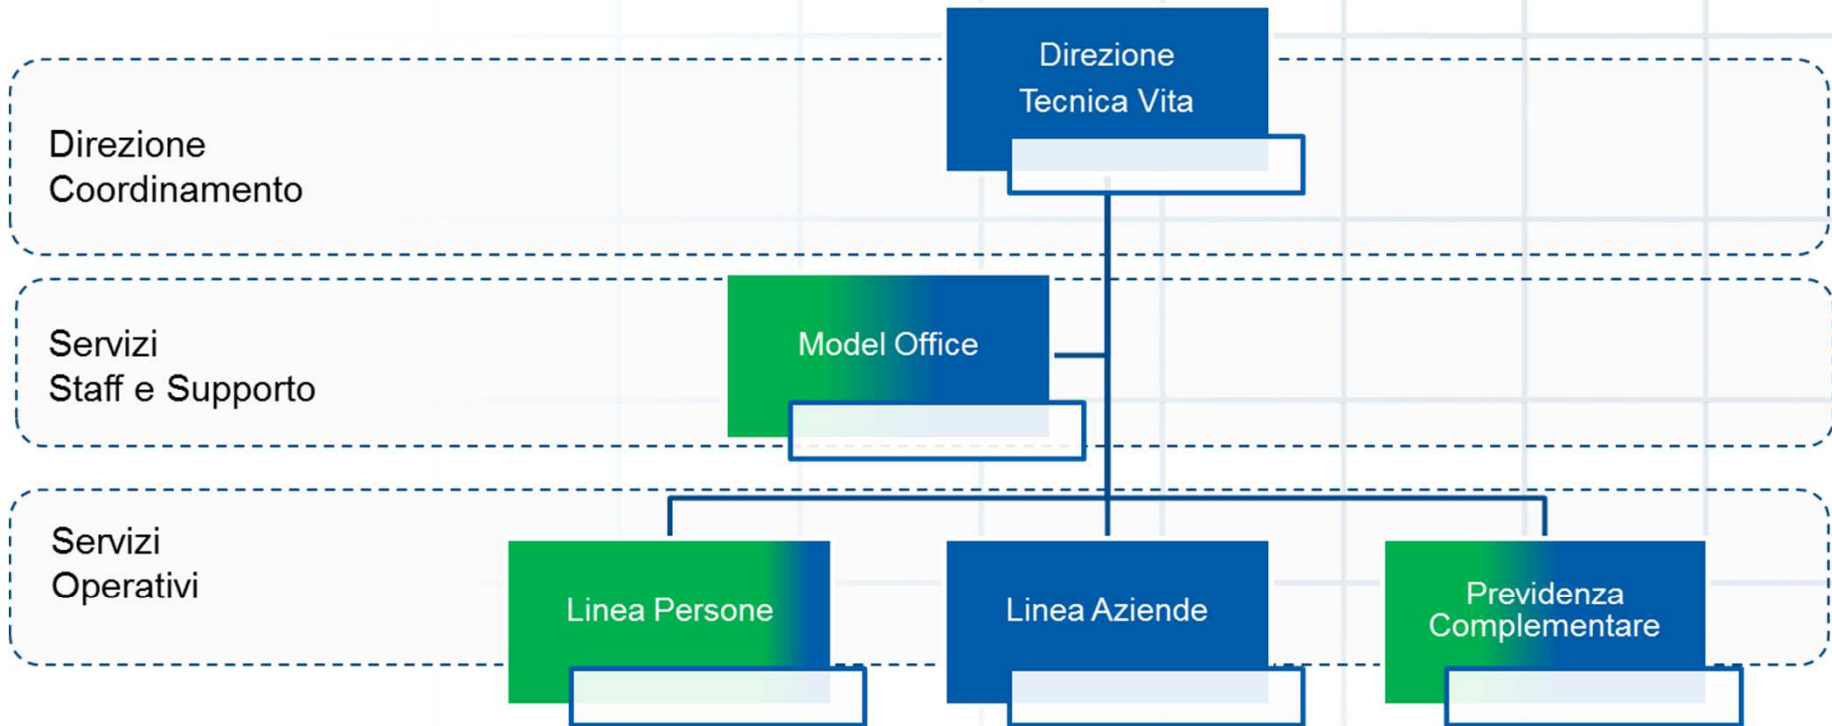 Direzione
Tecnica Vita
Direzione
Coordinamento
Servizi
Staff e Supporto
Model Office
Servizi
Operativi
Linea Persone
Linea Aziende
Previdenza
Complementare